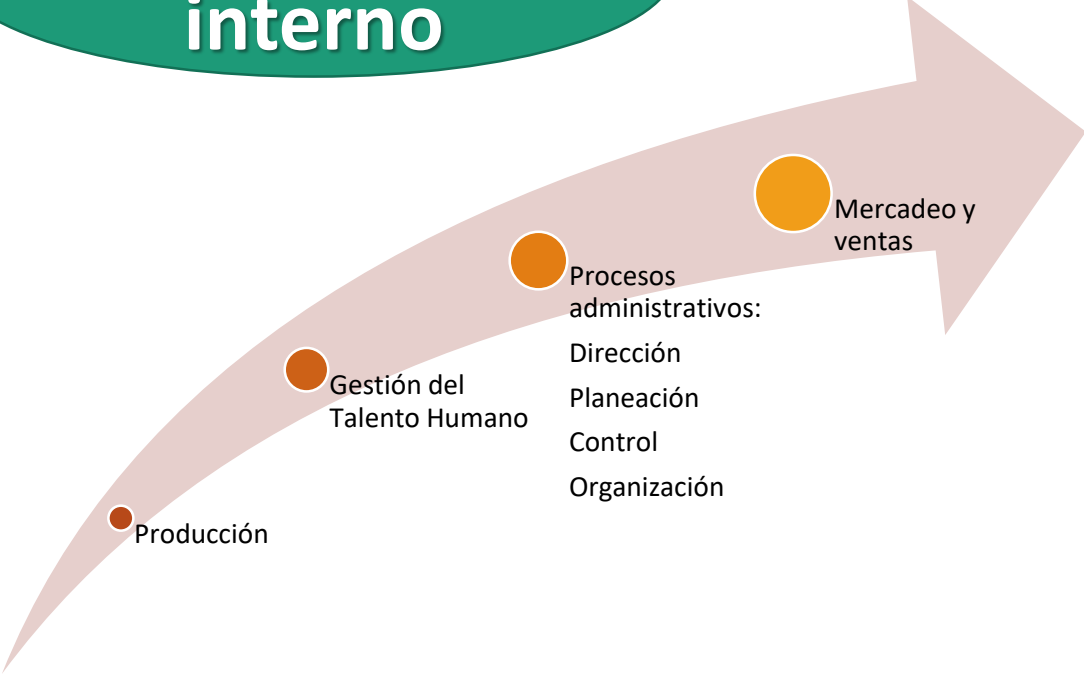 interno
Producción
Gestión del
Talento Humano
Procesos
administrativos:
Dirección
Planeación
Control
Organización
Mercadeo y
ventas